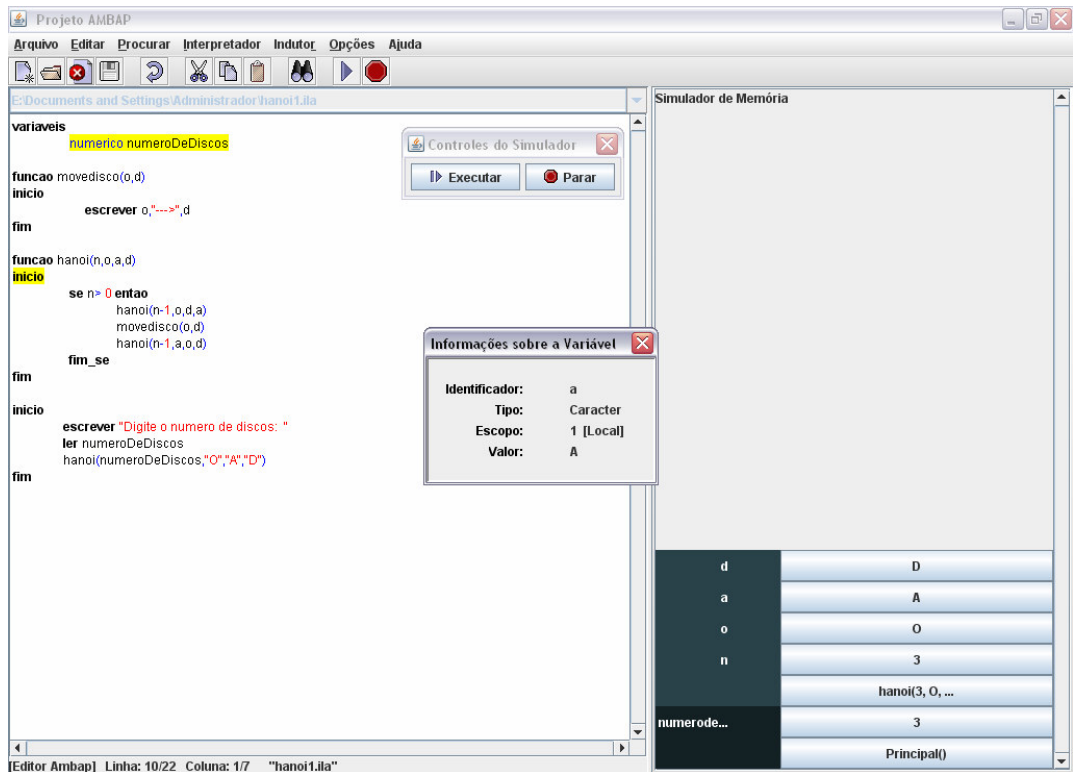 Projeto AMBAP
Arquivo Editar Procurar Interpretador Indutor Opções Ajuda
E:\Documents and Settings\Administrador\hanoi1.ila
variaveis
numerico numeroDeDiscos
funcao movedisco(o,d)
inicio
escrever o,"--->",d
fim
funcao hanoi(n,o,a,d)
inicio
se n> 0 entao
hanoi(n-1,o,d,a)
movedisco(o,d)
hanoi(n-1,a,o,d)
fim_se
fim
inicio
escrever "Digite o numero de discos: "
ler numeroDeDiscos
hanoi(numeroDeDiscos,"O","A","D")
fim
[Editor Ambap] Linha: 10/22 Coluna: 1/7 "hanoi1.ila"
Controles do Simulador
Executar Parar
Informações sobre a Variável
Identificador: a
Tipo: Caracter
Escopo: 1 [Local]
Valor: A
Simulador de Memória
d D
a A
o O
n 3
hanoi(3, O, ...
numerode... 3
Principal()